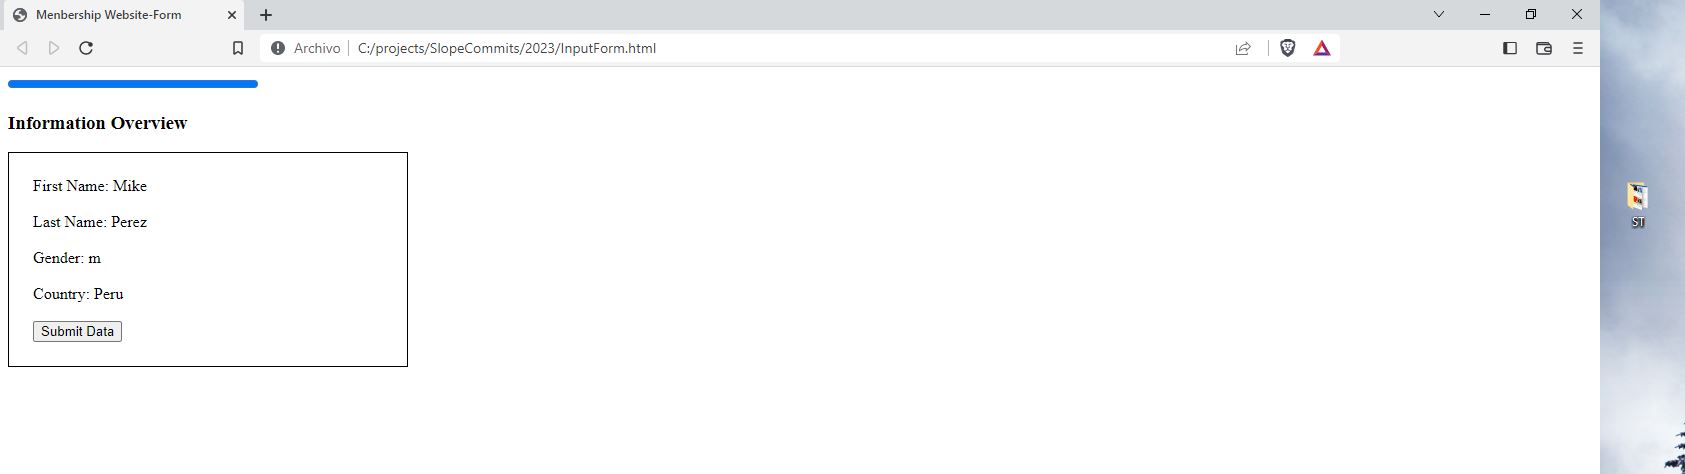 Menbership Website-Form
Archivo C:/projects/SlopeCommits/2023/InputForm.html
Information Overview
First Name: Mike
Last Name: Perez
Gender: m
Country: Peru
Submit Data
ST